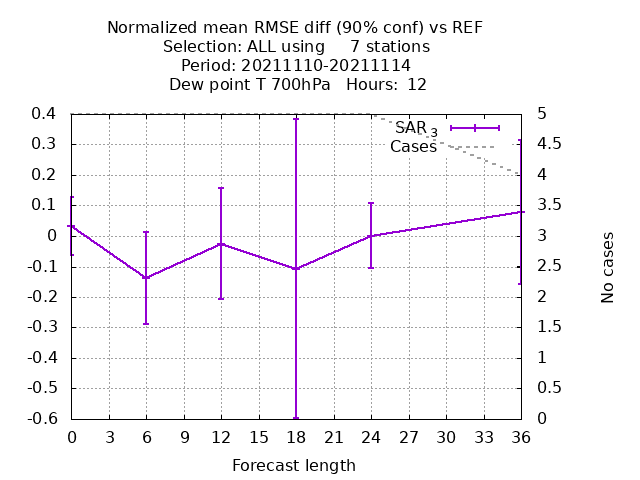 Normalized mean RMSE diff (90% conf) vs REF
Selection: ALL using     7 stations
Period: 20211110-20211114
Dew point T 700hPa   Hours:  12
0.4
0.3
0.2
0.1
0
-0.1
-0.2
-0.3
-0.4
-0.5
-0.6
SAR 3
Cases
5
4.5
4
3.5
3
2.5
2
1.5
1
0.5
0
No cases
0 3 6 9 12 15 18 21 24 27 30 33 36
Forecast length